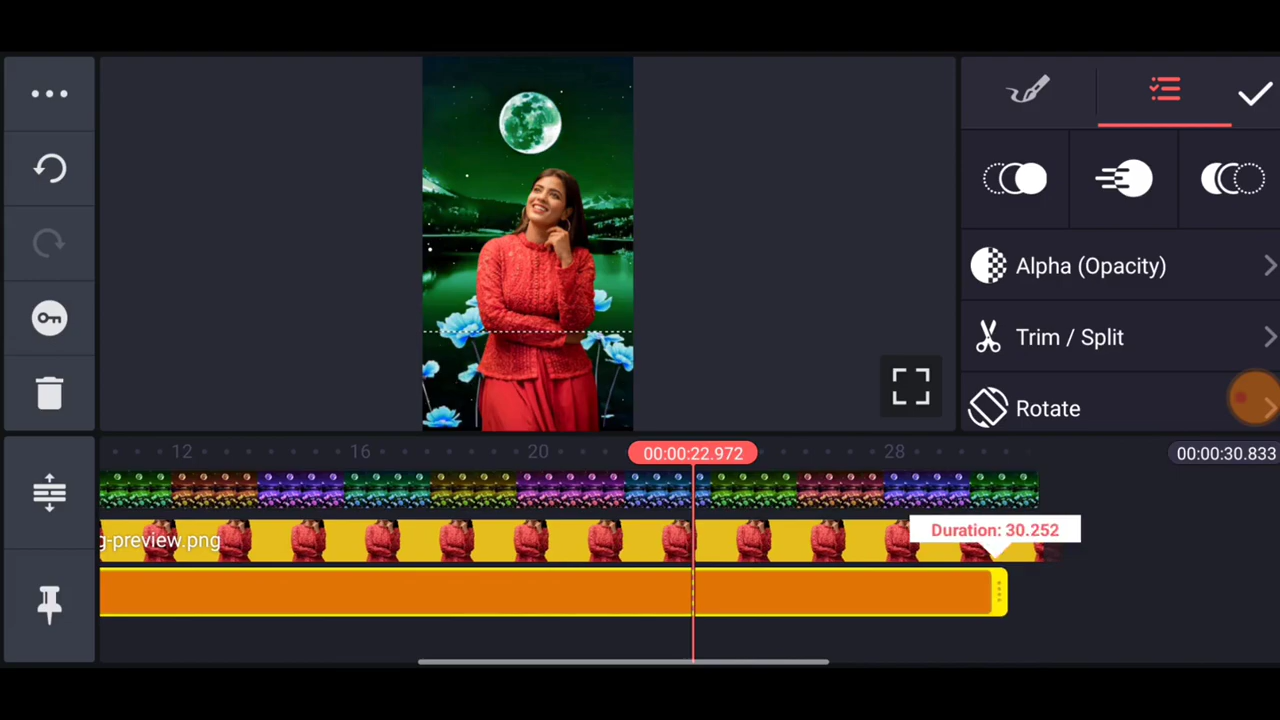 Alpha (Opacity)
Trim / Split
Rotate
12
16
20
00:00:22.972
28
00:00:30.833
Duration: 30.252
g-preview.png